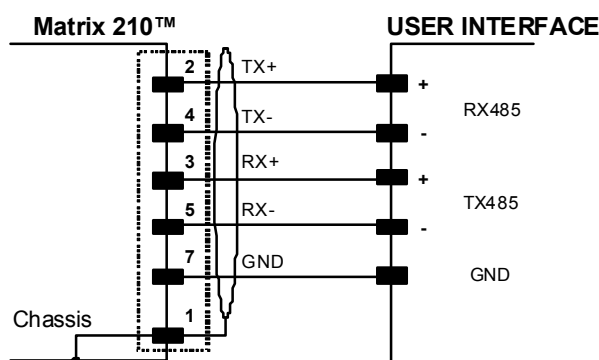 Matrix 210™ USER INTERFACE
2 TX+ +
RX485
4 TX- -
3 RX+ +
TX485
5 RX- -
7 GND GND
Chassis 1